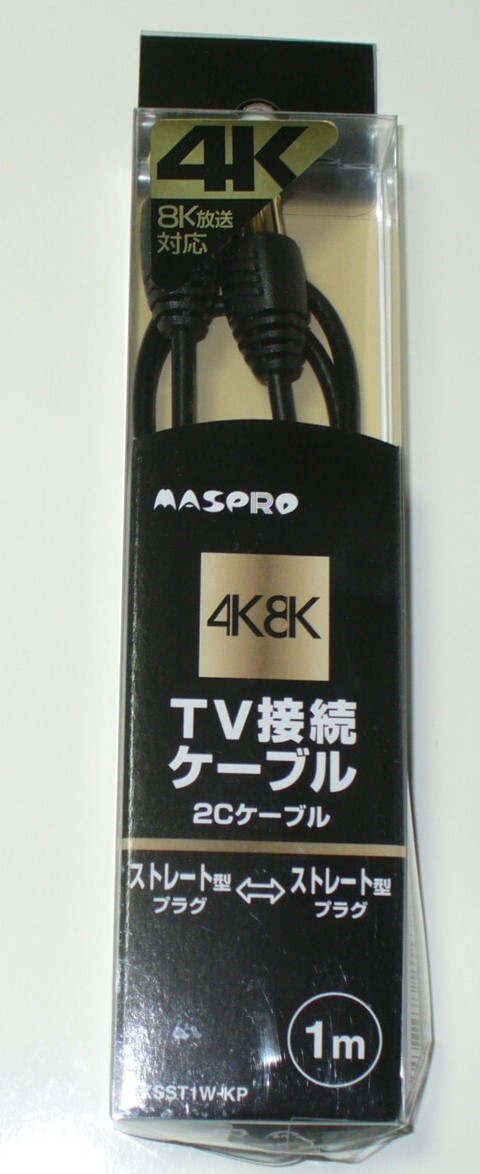 4K
8K放送
対応
MASPRO
4K8K
TV接続
ケーブル
2Cケーブル
ストレート型 ⇔ ストレート型
プラグ プラグ
1m
KSST1W-KP